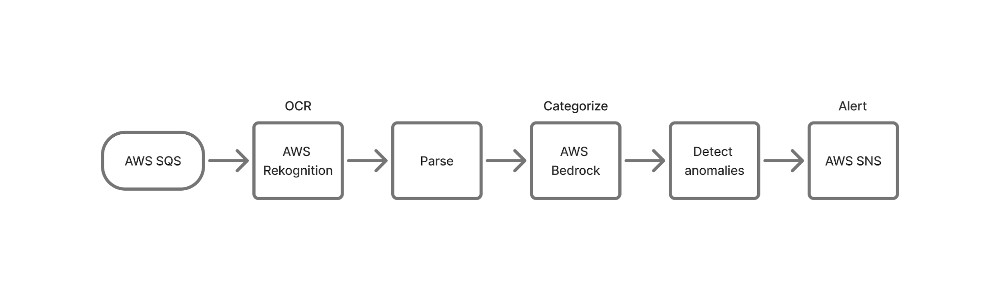 OCR
Categorize
Alert
AWS SQS
AWS
Rekognition
Parse
AWS
Bedrock
Detect
anomalies
AWS SNS